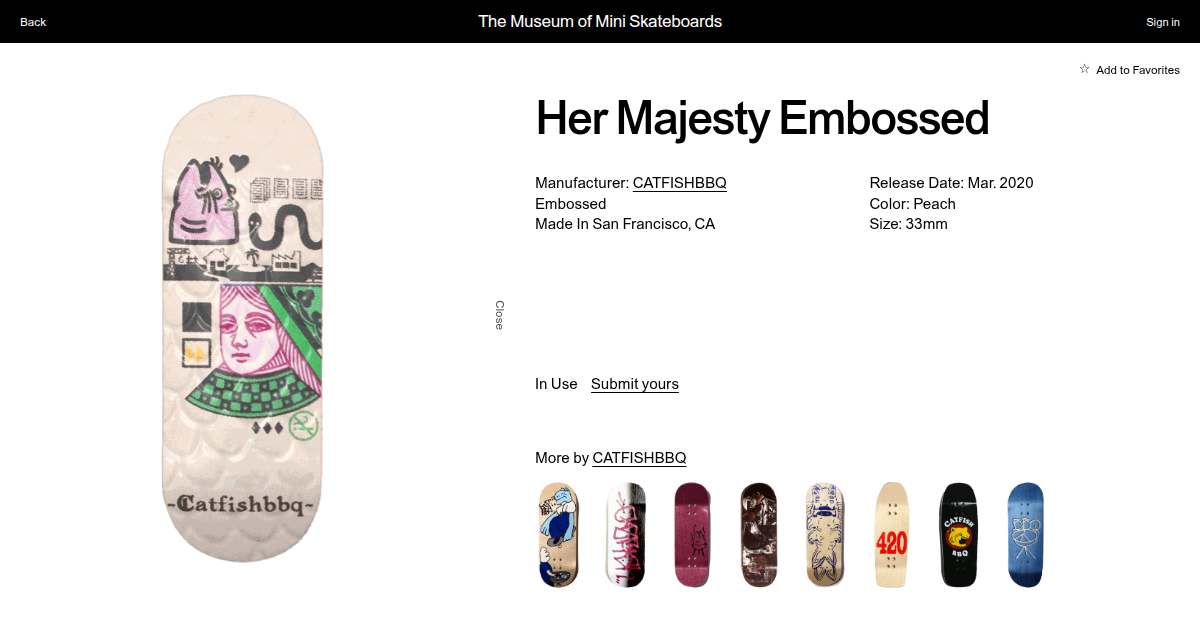 Back
The Museum of Mini Skateboards
Sign in
☆ Add to Favorites
Her Majesty Embossed
Manufacturer: CATFISHBBQ
Embossed
Made In San Francisco, CA
Release Date: Mar. 2020
Color: Peach
Size: 33mm
Close
In Use Submit yours
More by CATFISHBBQ
-Catfishbbq-
420
CATFISH
BBQ